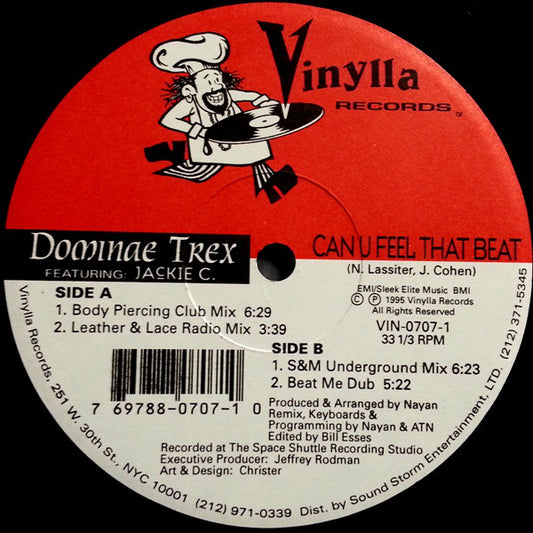 Vinylla
RECORDS™
DOMINAE TREX
FEATURING: JACKIE C.
CAN U FEEL THAT BEAT
(N. Lassiter, J. Cohen)
EMI/Sleek Elite Music BMI
© ℗ 1995 Vinylla Records
All Rights Reserved
VIN-0707-1
33 1/3 RPM
SIDE A
1. Body Piercing Club Mix 6:29
2. Leather & Lace Radio Mix 3:39
SIDE B
1. S&M Underground Mix 6:23
2. Beat Me Dub 5:22
7 69788-0707-1 0
Produced & Arranged by Nayan
Remix, Keyboards &
Programming by Nayan & ATN
Edited by Bill Esses
Recorded at The Space Shuttle Recording Studio
Executive Producer: Jeffrey Rodman
Art & Design: Christer
Vinylla Records, 251 W. 30th St., NYC 10001 (212) 971-0339 Dist. by Sound Storm Entertainment, LTD. (212) 371-5345